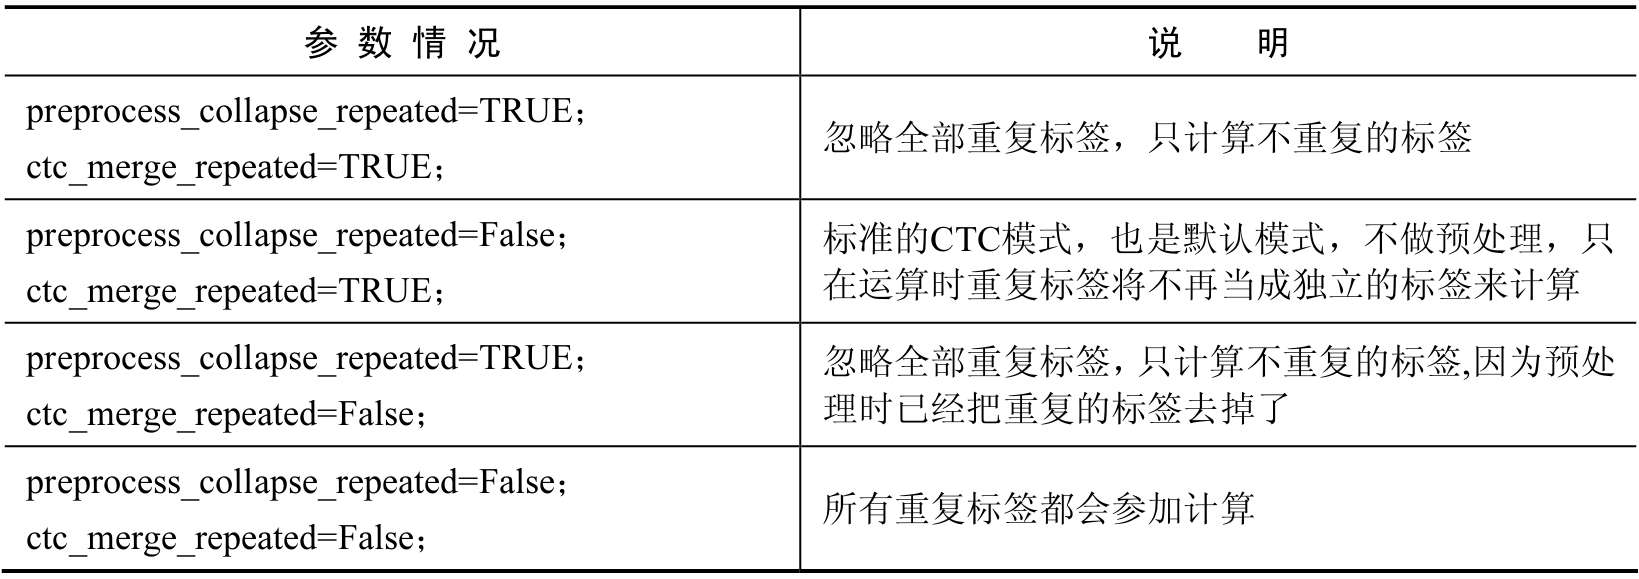 参 数 情 况
说 明
preprocess_collapse_repeated=TRUE；
ctc_merge_repeated=TRUE；
忽略全部重复标签，只计算不重复的标签
preprocess_collapse_repeated=False；
ctc_merge_repeated=TRUE；
标准的CTC模式，也是默认模式，不做预处理，只
在运算时重复标签将不再当成独立的标签来计算
preprocess_collapse_repeated=TRUE；
ctc_merge_repeated=False；
忽略全部重复标签，只计算不重复的标签,因为预处
理时已经把重复的标签去掉了
preprocess_collapse_repeated=False；
ctc_merge_repeated=False；
所有重复标签都会参加计算